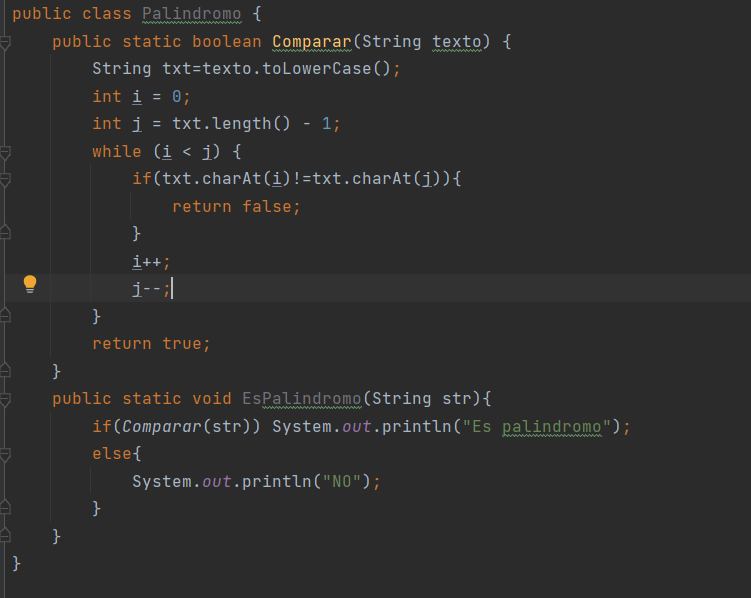 public class Palindromo {
public static boolean Comparar(String texto) {
String txt=texto.toLowerCase();
int i = 0;
int j = txt.length() - 1;
while (i < j) {
if(txt.charAt(i)!=txt.charAt(j)){
return false;
}
i++;
j--;
}
return true;
}
public static void EsPalindromo(String str){
if(Comparar(str)) System.out.println("Es palindromo");
else{
System.out.println("NO");
}
}
}